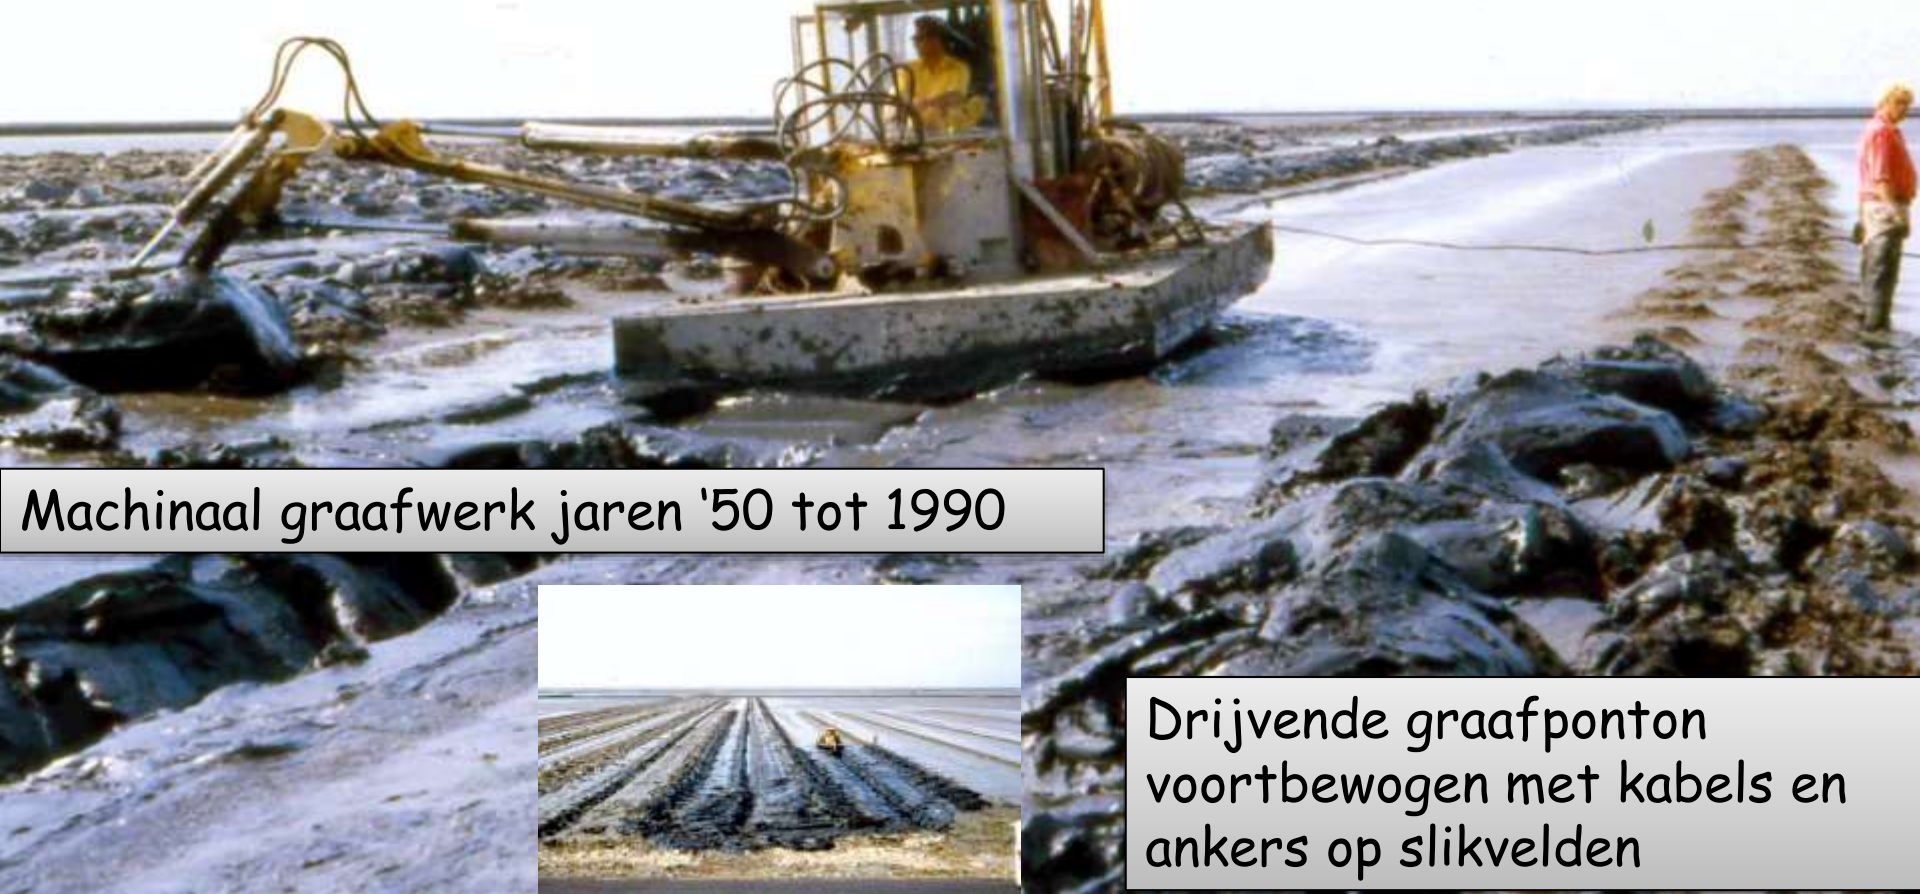 Machinaal graafwerk jaren ‘50 tot 1990
Drijvende graafponton
voortbewogen met kabels en
ankers op slikvelden